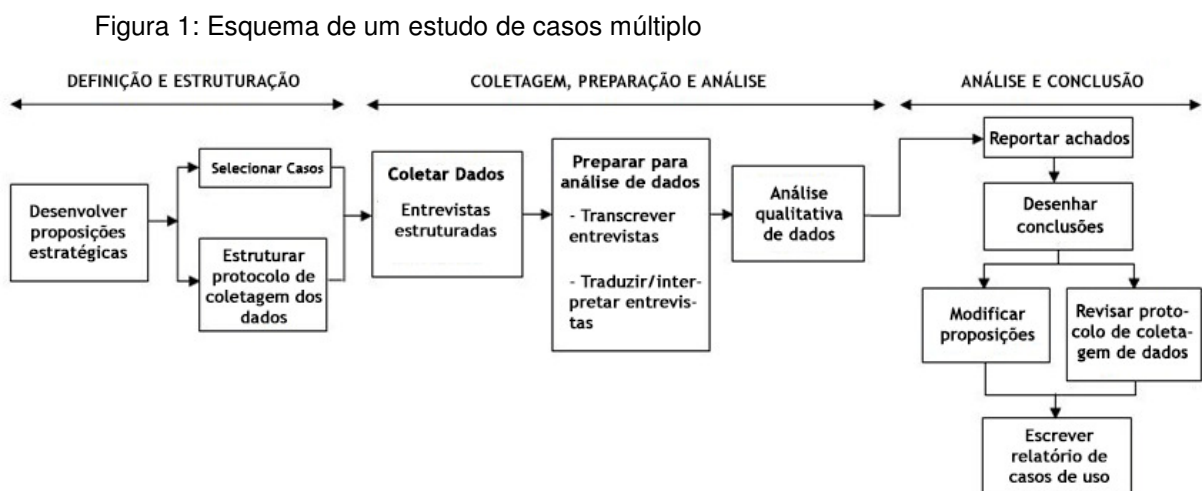 Figura 1: Esquema de um estudo de casos múltiplo
DEFINIÇÃO E ESTRUTURAÇÃO
COLETAGEM, PREPARAÇÃO E ANÁLISE
ANÁLISE E CONCLUSÃO
Desenvolver
proposições
estratégicas
Selecionar Casos
Estruturar
protocolo de
coletagem dos
dados
Coletar Dados
Entrevistas
estruturadas
Preparar para
análise de dados
- Transcrever
entrevistas
- Traduzir/inter-
pretar entrevis-
tas
Análise
qualitativa
de dados
Reportar achados
Desenhar
conclusões
Modificar
proposições
Revisar proto-
colo de coleta-
gem de dados
Escrever
relatório de
casos de uso